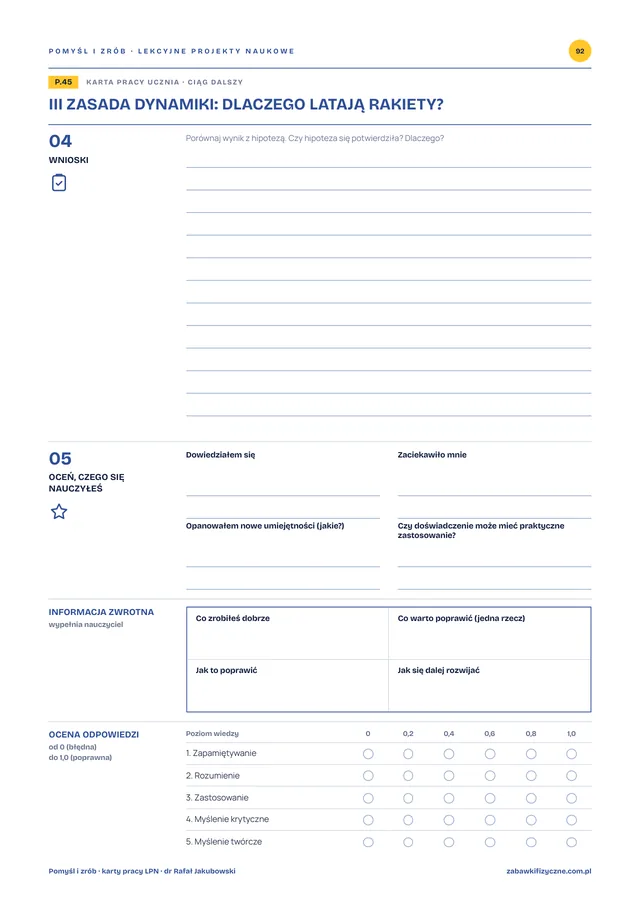 POMYŚL I ZRÓB · LEKCYJNE PROJEKTY NAUKOWE
92
P.45 KARTA PRACY UCZNIA · CIĄG DALSZY
III ZASADA DYNAMIKI: DLACZEGO LATAJĄ RAKIETY?
04
WNIOSKI
Porównaj wynik z hipotezą. Czy hipoteza się potwierdziła? Dlaczego?
05
OCEŃ, CZEGO SIĘ
NAUCZYŁEŚ
Dowiedziałem się
Zaciekawiło mnie
Opanowałem nowe umiejętności (jakie?)
Czy doświadczenie może mieć praktyczne
zastosowanie?
INFORMACJA ZWROTNA
wypełnia nauczyciel
Co zrobiłeś dobrze
Co warto poprawić (jedna rzecz)
Jak to poprawić
Jak się dalej rozwijać
OCENA ODPOWIEDZI
od 0 (błędna)
do 1,0 (poprawna)
Poziom wiedzy 0 0,2 0,4 0,6 0,8 1,0
1. Zapamiętywanie
2. Rozumienie
3. Zastosowanie
4. Myślenie krytyczne
5. Myślenie twórcze
Pomyśl i zrób · karty pracy LPN · dr Rafał Jakubowski
zabawkifizyczne.com.pl